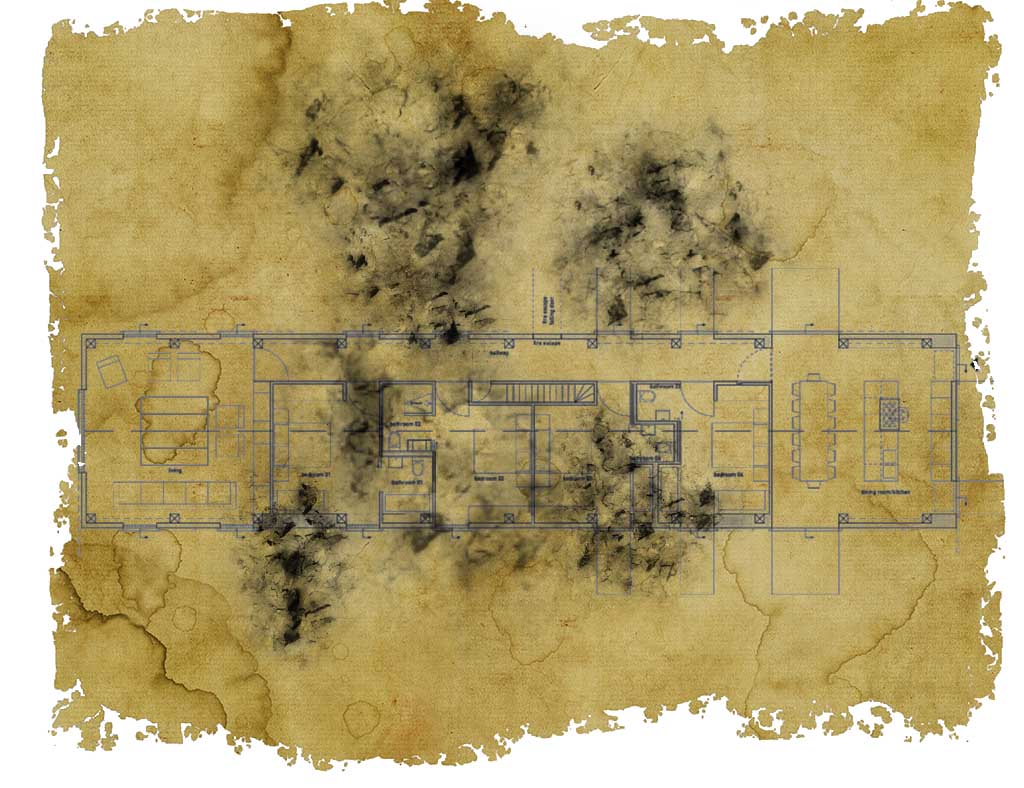 fire escape
folding door
fire escape
hallway
bathroom 03
bathroom 02
living
bedroom 01
bathroom 01
bedroom 02
bedroom 03
bedroom 04
dining room/kitchen